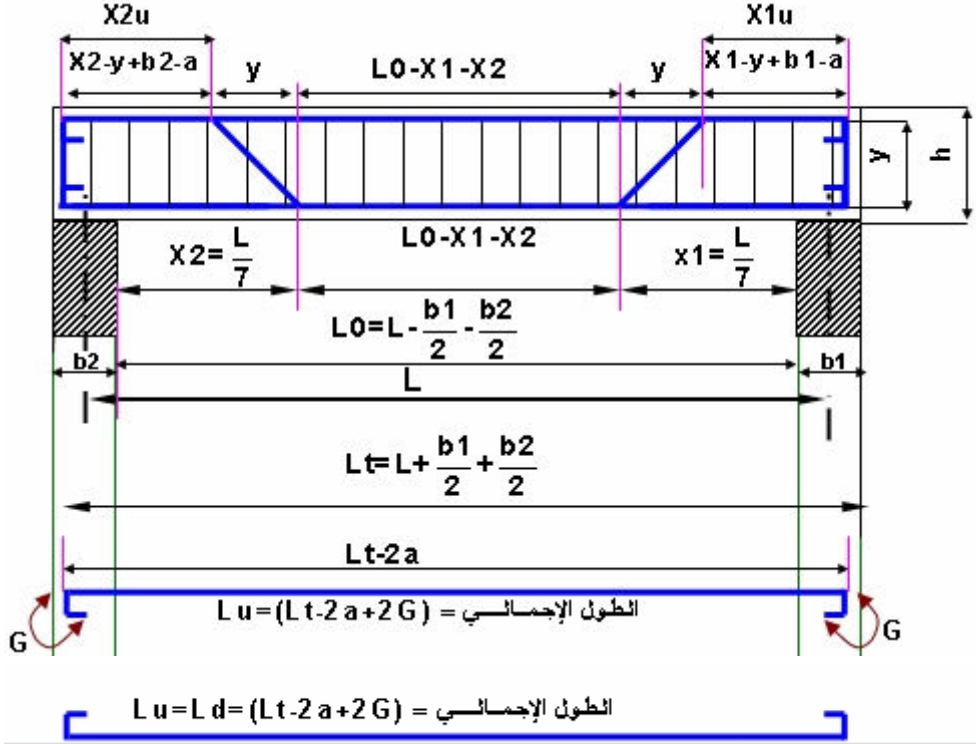 X2u X1u
X2-y+b2-a y L0-X1-X2 y X1-y+b1-a
y h
L0-X1-X2
X2=L/7 x1=L/7
L0=L-b1/2-b2/2
b2 b1
L
Lt=L+b1/2+b2/2
Lt-2a
Lu=(Lt-2a+2G) = الطول الإجمالــــي
G G
Lu=Ld=(Lt-2a+2G) = الطول الإجمالــــي